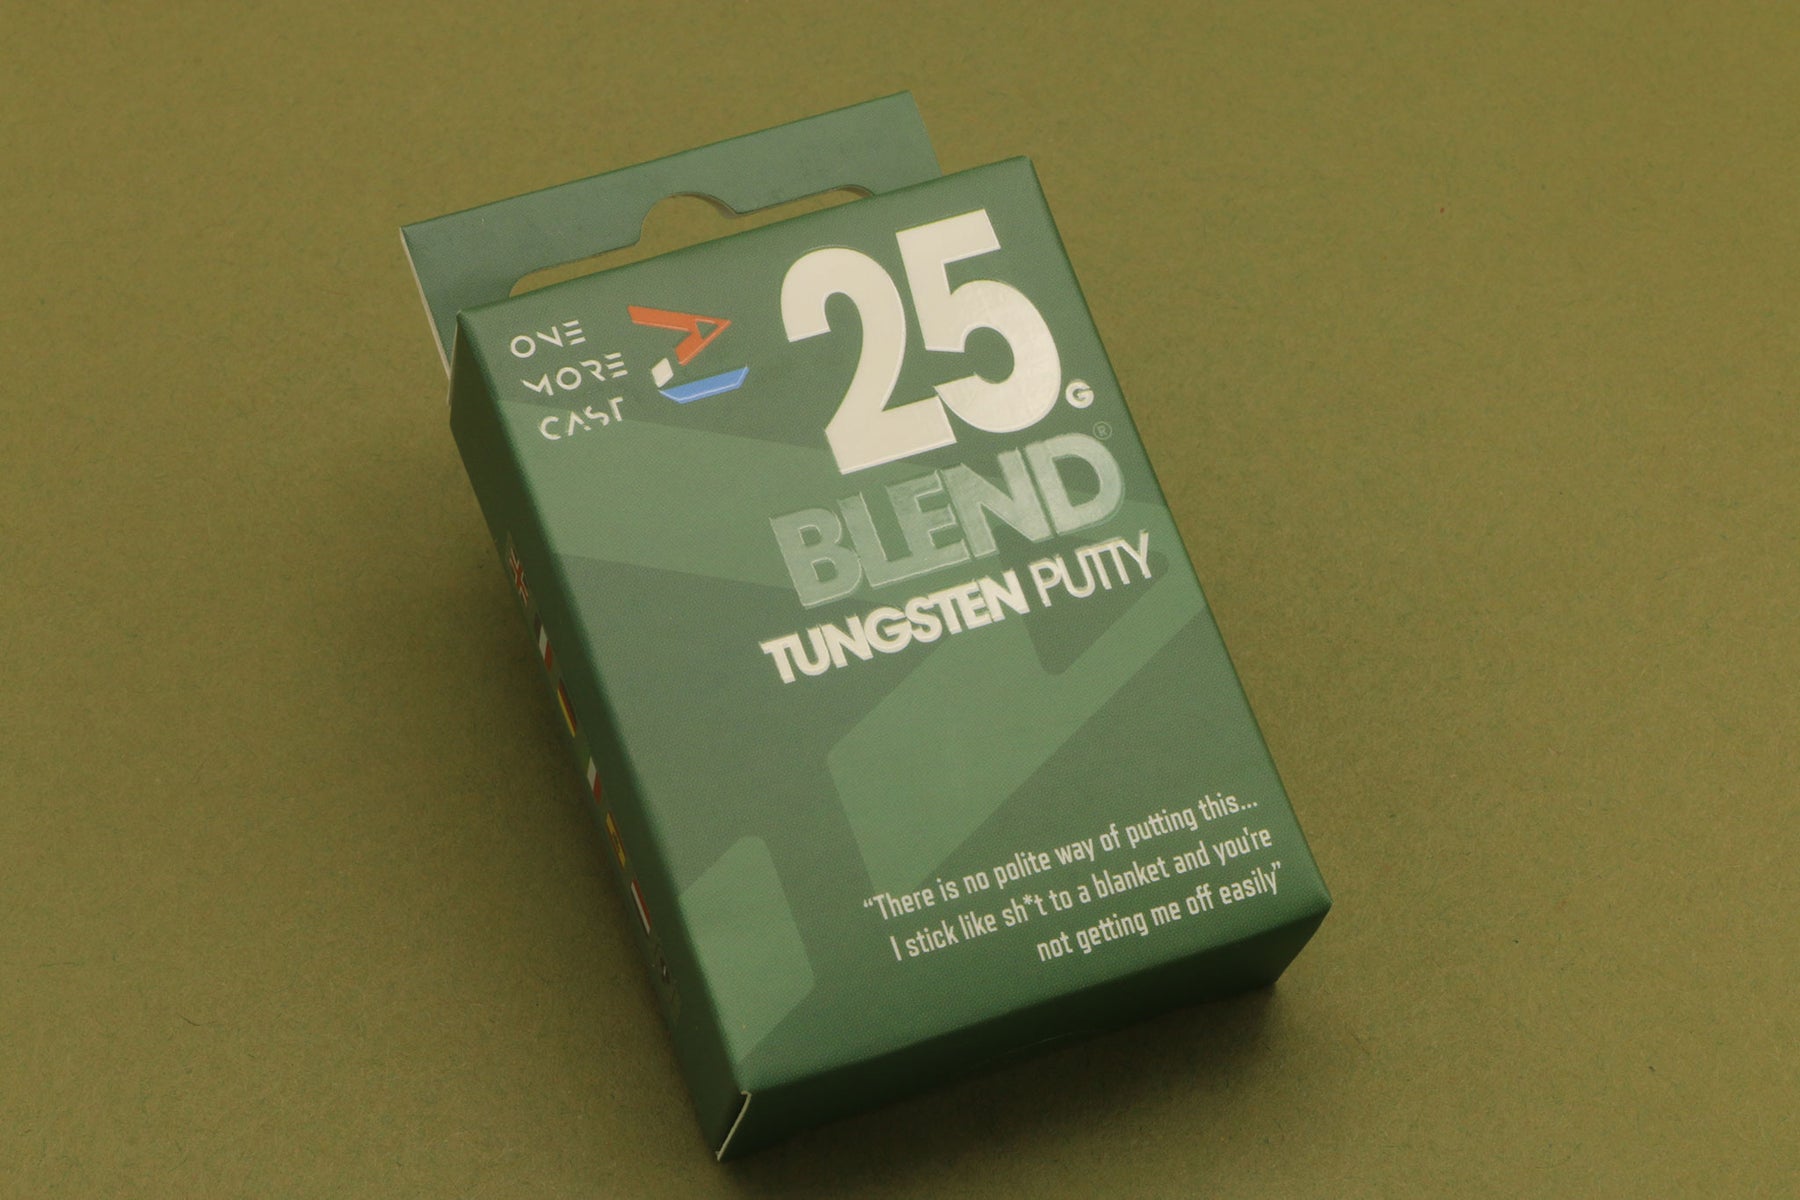 ONE
MORE
CAST
25G
BLEND®
TUNGSTEN PUTTY
“There is no polite way of putting this...
I stick like sh*t to a blanket and you're
not getting me off easily”